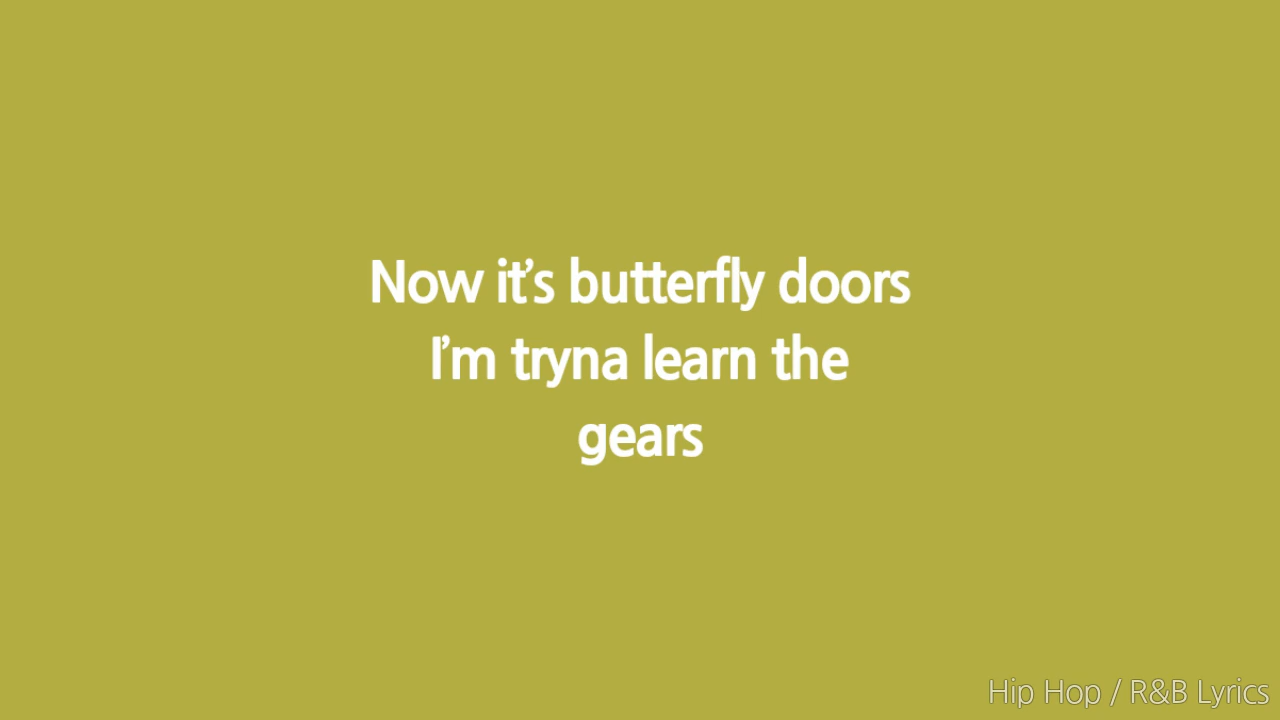 Now it's butterfly doors
I'm tryna learn the
gears
Hip Hop / R&B Lyrics